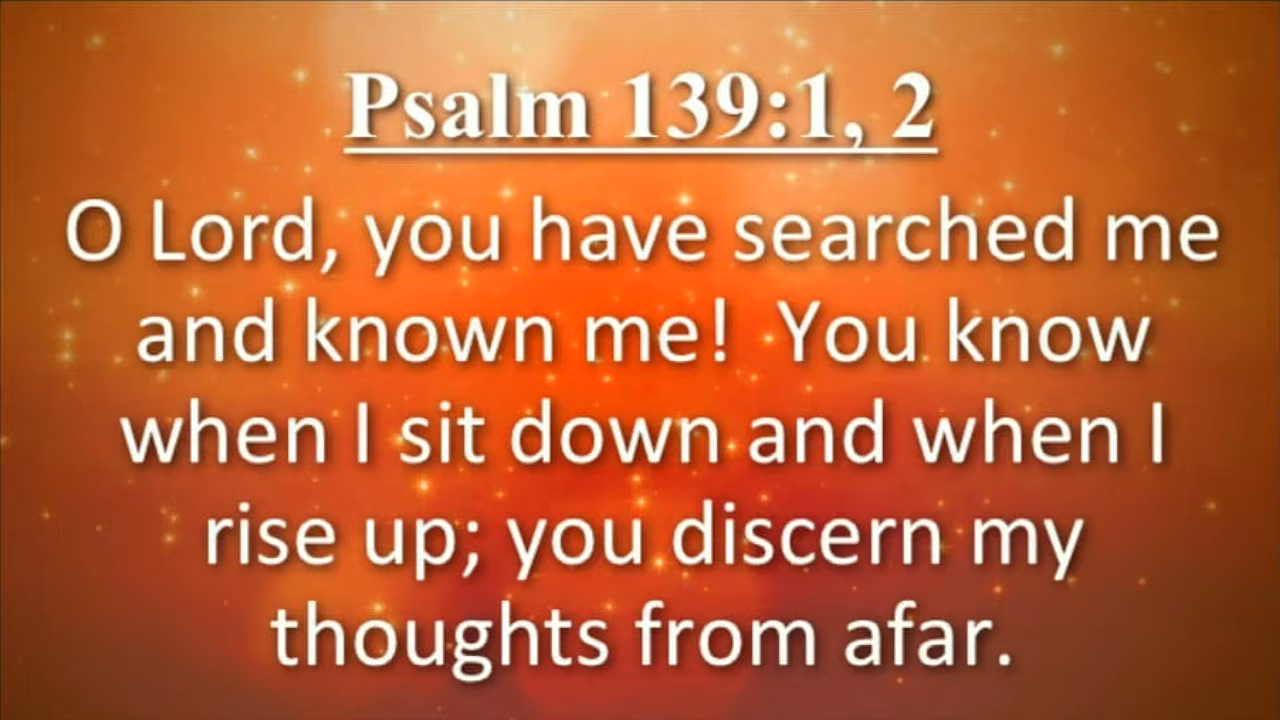 Psalm 139:1, 2
O Lord, you have searched me
and known me!  You know
when I sit down and when I
rise up; you discern my
thoughts from afar.